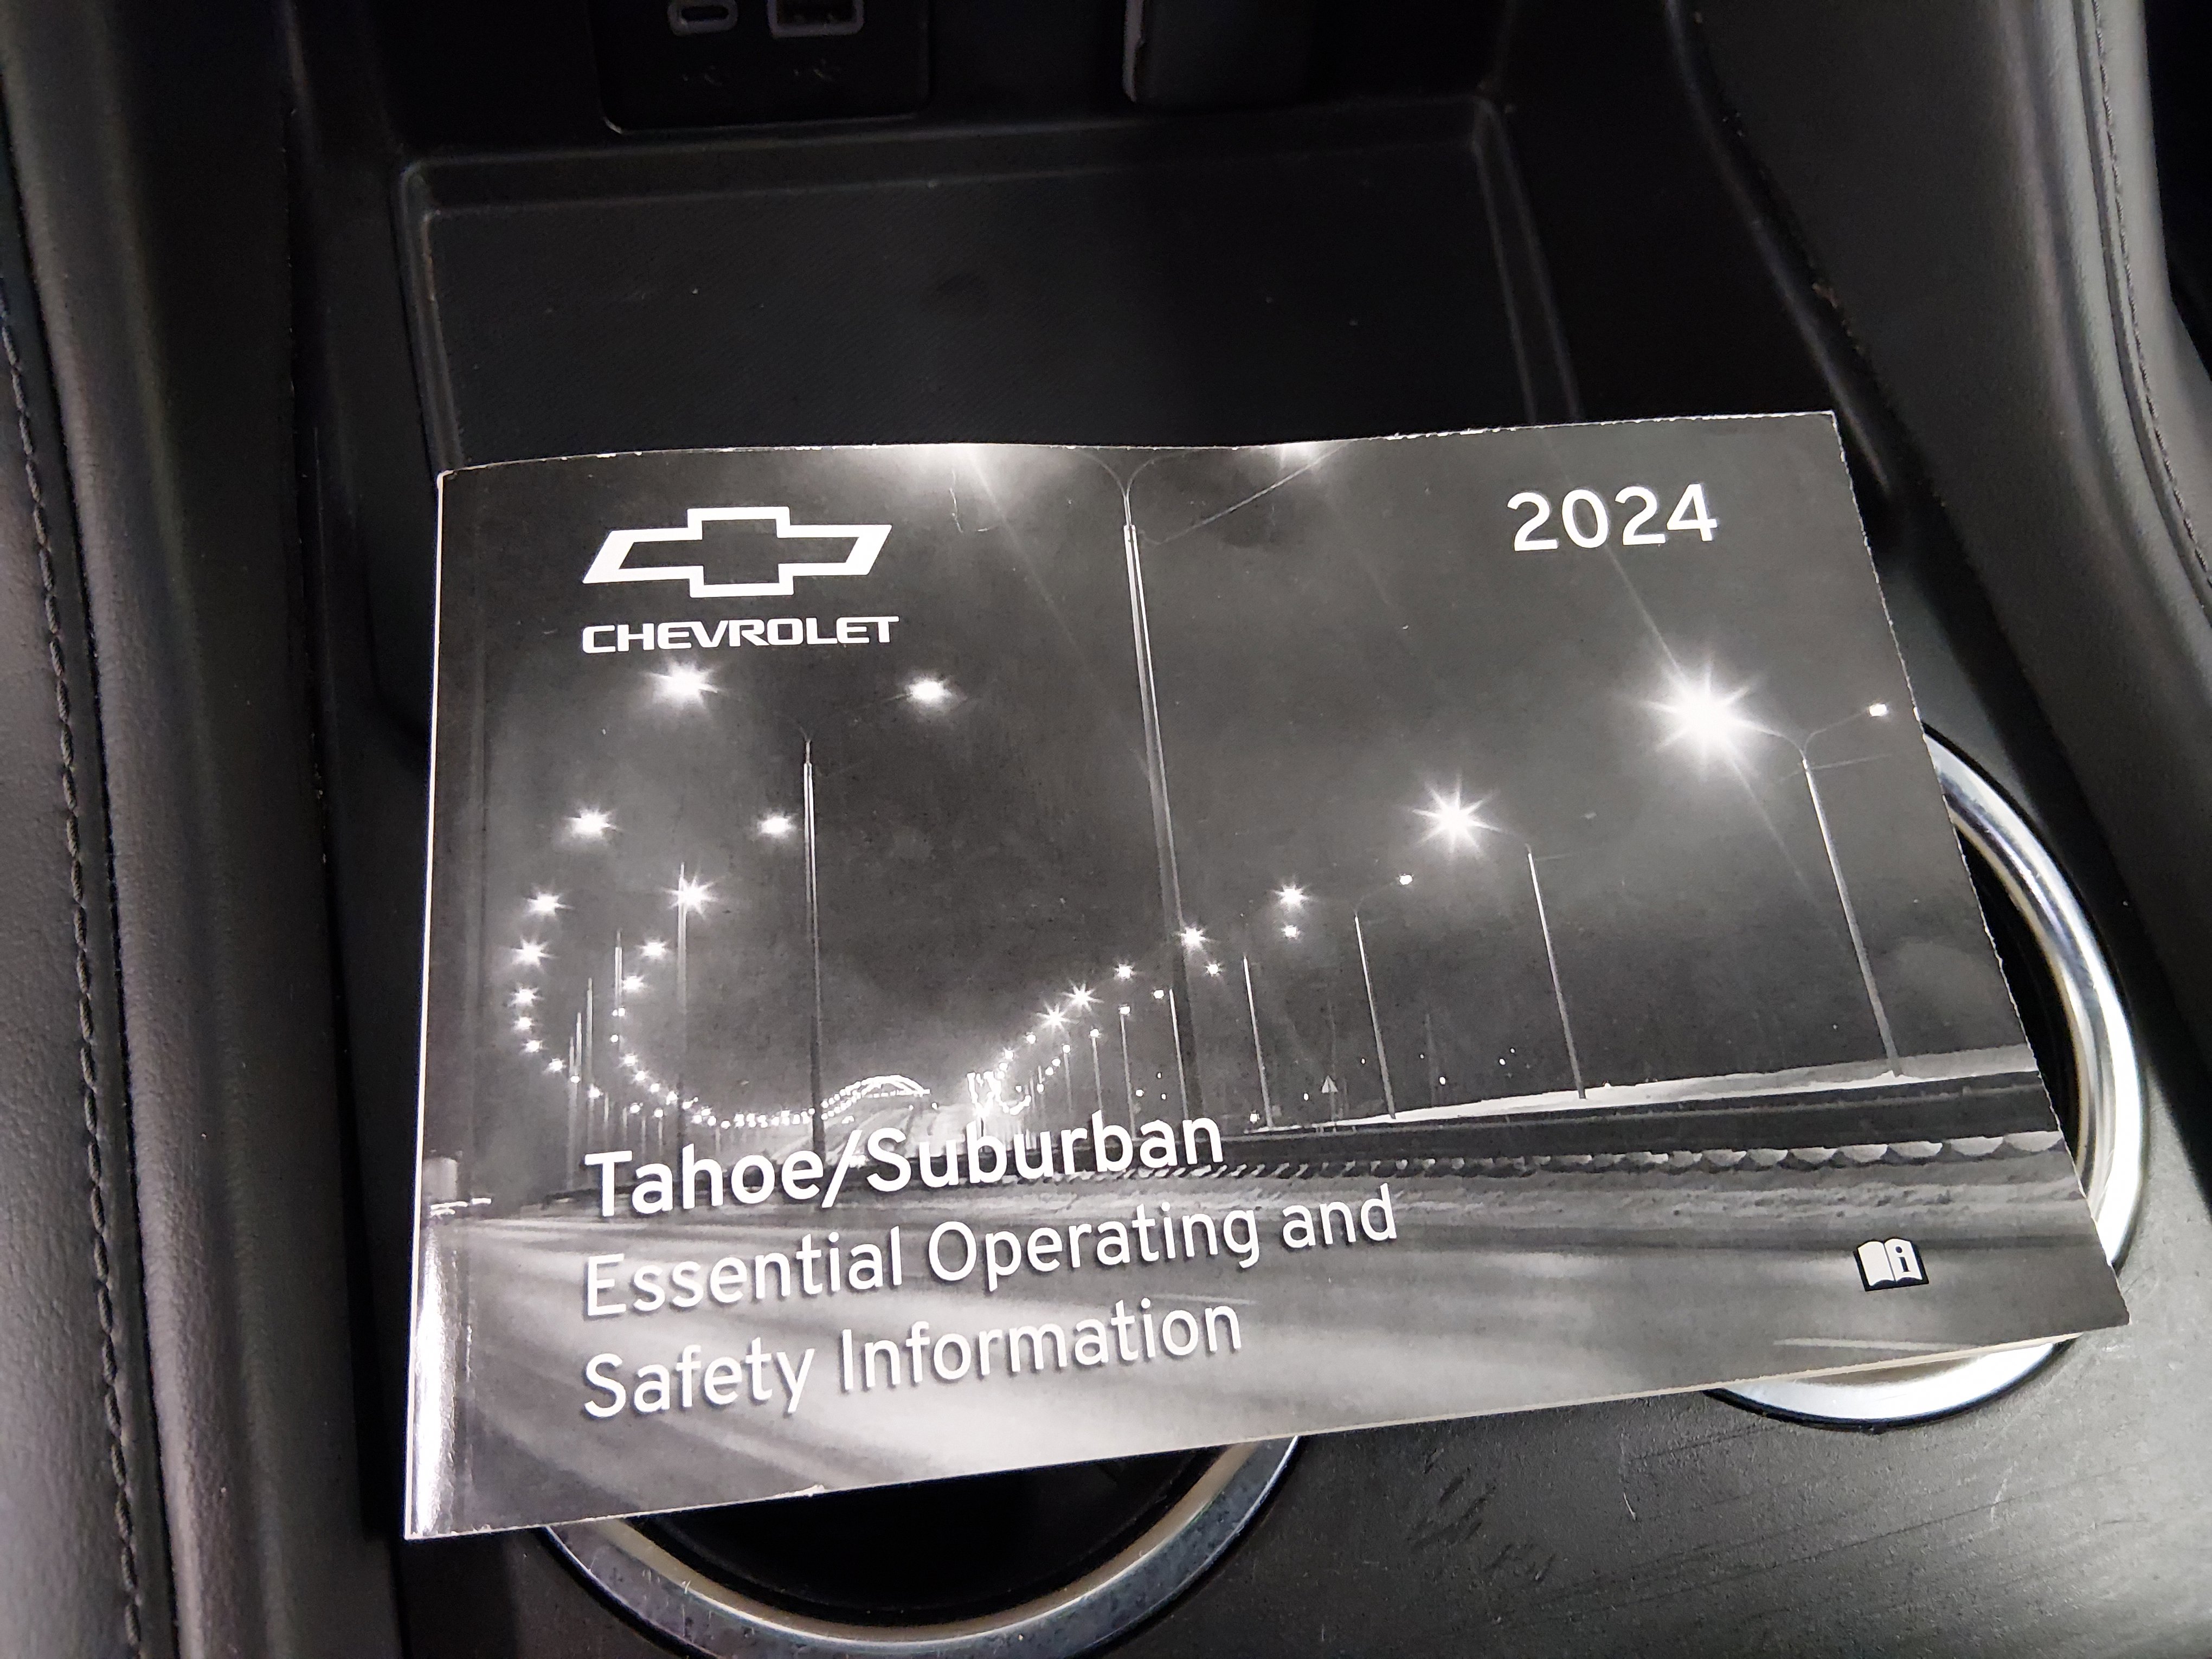 CHEVROLET
2024
Tahoe/Suburban
Essential Operating and
Safety Information